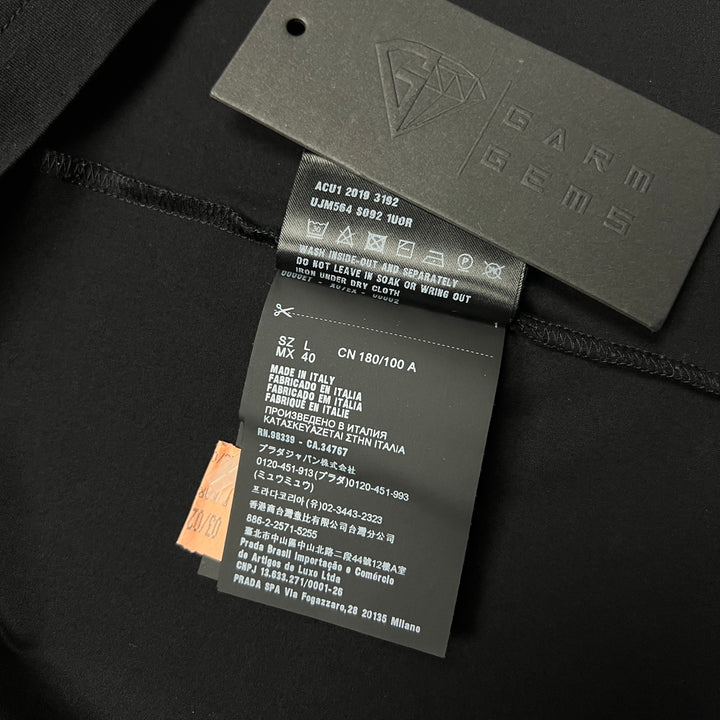 GARM
GEMS
ACU1 2019 3192
UJM564 S092 1U0R
30
P
WASH INSIDE-OUT AND SEPARATELY
DO NOT LEAVE IN SOAK OR WRING OUT
IRON UNDER DRY CLOTH
SZ L
MX 40
CN 180/100 A
MADE IN ITALY
FABRICADO EN ITALIA
FABRICADO EM ITÁLIA
FABRIQUÉ EN ITALIE
ПРОИЗВЕДЕНО В ИТАЛИЯ
ΚΑΤΑΣΚΕΥΑΖΕΤΑΙ ΣΤΗΝ ΙΤΑΛΙΑ
RN.98339 - CA.34767
プラダジャパン株式会社
0120-451-913(プラダ)0120-451-993
(ミュウミュウ)
프라다코리아(유) 02-3443-2323
香港商台灣意比有限公司台灣分公司
886-2-2571-5255
臺北市中山區中山北路二段44號12樓A室
Prada Brasil Importação e Comércio
de Artigos de Luxo Ltda
CNPJ 13.633.271/0001-26
PRADA SPA Via Fogazzaro,28 20135 Milano